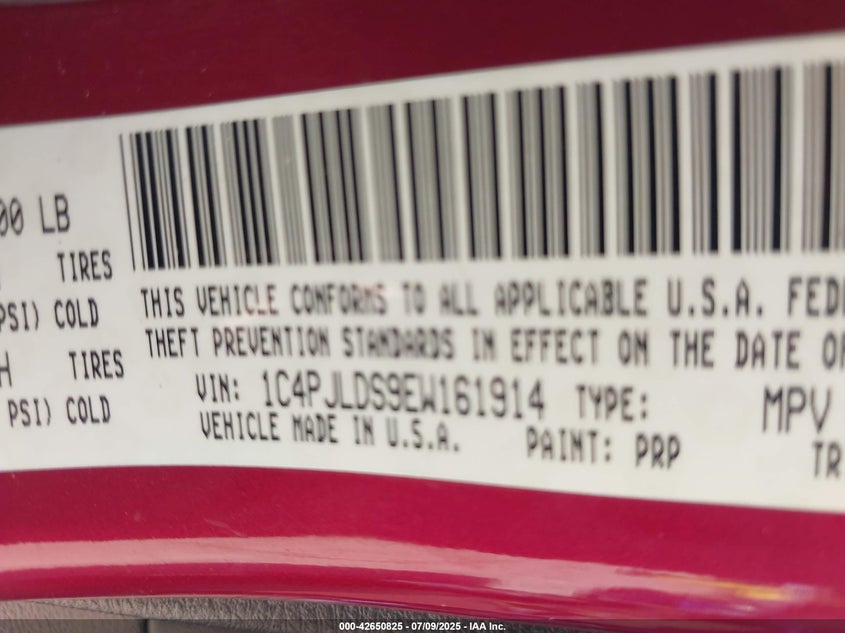 00 LB
TIRES
PSI) COLD
H TIRES
PSI) COLD
THIS VEHICLE CONFORMS TO ALL APPLICABLE U.S.A. FEDE
THEFT PREVENTION STANDARDS IN EFFECT ON THE DATE OF
VIN: 1C4PJLDS9EW161914 TYPE: MPV
VEHICLE MADE IN U.S.A. PAINT: PRP TR
000-42650825 - 07/09/2025 - IAA Inc.